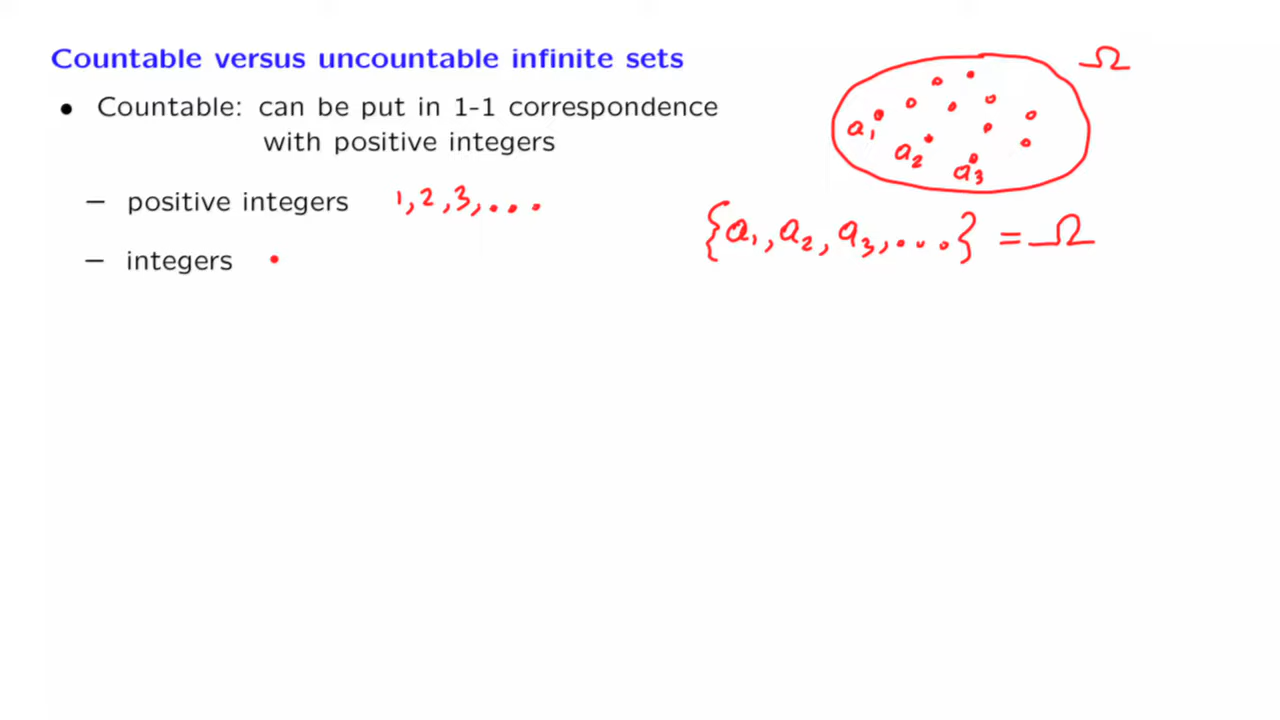 Countable versus uncountable infinite sets
Ω
• Countable: can be put in 1-1 correspondence
with positive integers
a₁
a₂
a₃
– positive integers 1, 2, 3, ...
{a₁, a₂, a₃, ...} = Ω
– integers